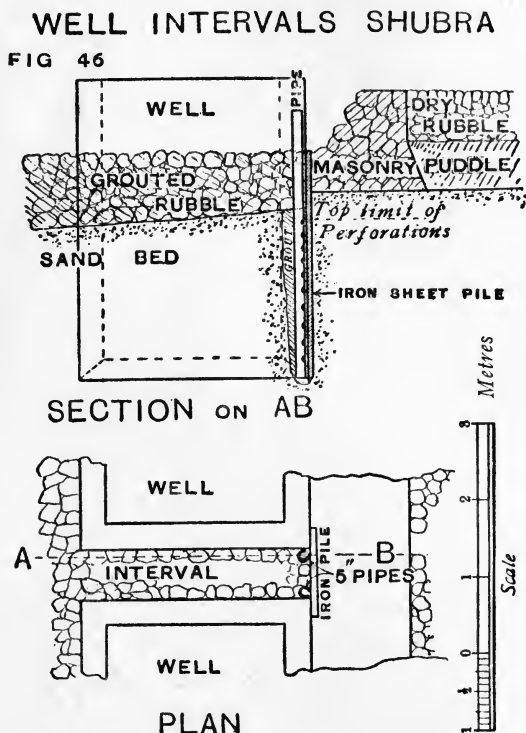 WELL INTERVALS SHUBRA
FIG 46
PIPE
WELL
DRY
RUBBLE
GROUTED
RUBBLE
MASONRY PUDDLE
Top limit of
Perforations
SAND BED
GROUT
IRON SHEET PILE
SECTION ON AB
Metres
3
WELL
2
A
INTERVAL
IRON PILE
B
5" PIPES
1
Scale
0
WELL
½
1
PLAN